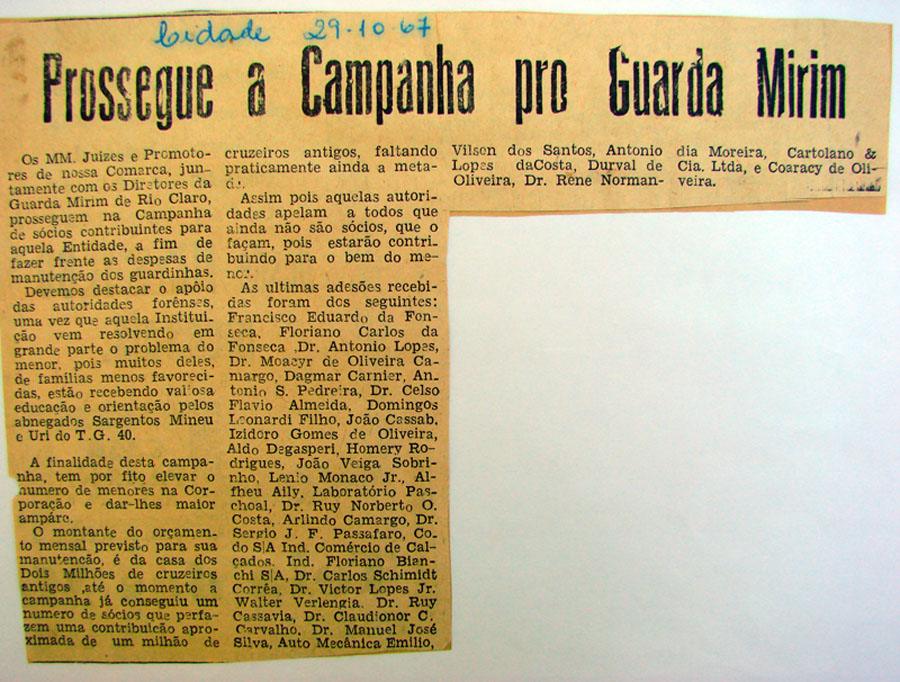 Cidade 29-10-67
Prossegue a Campanha pro Guarda Mirim
Os MM. Juizes e Promoto-
res de nossa Comarca, jun-
tamente com os Diretores da
Guarda Mirim de Rio Claro,
prosseguem na Campanha
de sócios contribuintes para
aquela Entidade, a fim de
fazer frente as despesas de
manutenção dos guardinhas.
Devemos destacar o apôio
das autoridades forênses,
uma vez que aquela Institui-
ção vem resolvendo em
grande parte o problema do
menor, pois muitos deles,
de famílias menos favoreci-
das, estão recebendo valiosa
educação e orientação pelos
abnegados Sargentos Mineu
e Uri do T.G. 40.
A finalidade desta campa-
nha, tem por fito elevar o
numero de menores na Cor-
poração e dar-lhes maior
ampáro.
O montante do orçamen-
to mensal previsto para sua
manutencão, é da casa dos
Dois Milhões de cruzeiros
antigos ,até o momento a
campanha já conseguiu um
numero de sócios que perfa-
zem uma contribuicão apro-
ximada de um milhão de
cruzeiros antigos, faltando
praticamente ainda a meta-
de.
Assim pois aquelas autori-
dades apelam a todos que
ainda não são sócios, que o
façam, pois estarão contri-
buindo para o bem do me-
nor.
As ultimas adesões recebi-
das foram dos seguintes:
Francisco Eduardo da Fon-
seca, Floriano Carlos da
Fonseca ,Dr. Antonio Lopes,
Dr. Moacyr de Oliveira Ca-
margo, Dagmar Carnier, An-
tonio S. Pedreira, Dr. Celso
Flavio Almeida, Domingos
Leonardi Filho, João Cassab,
Izidoro Gomes de Oliveira,
Aldo Degasperi, Homery Ro-
drigues, João Veiga Sobri-
nho, Lenio Monaco Jr., Al-
fheu Aily, Laboratório Pas-
choal, Dr. Ruy Norberto O.
Costa, Arlindo Camargo, Dr.
Sergio J. F. Passafaro, Co.
do S|A Ind. Comércio de Cal-
çados. Ind. Floriano Bian-
chi S|A, Dr. Carlos Schimidt
Corrêa, Dr. Victor Lopes Jr.
Walter Verlengia. Dr. Ruy
Cassavia, Dr. Claudionor C.
Carvalho, Dr. Manuel José
Silva, Auto Mecânica Emilio,
Vilson dos Santos, Antonio
Lopes daCosta, Durval de
Oliveira, Dr. Rene Norman-
dia Moreira, Cartolano &
Cia. Ltda, e Coaracy de Oli-
veira.